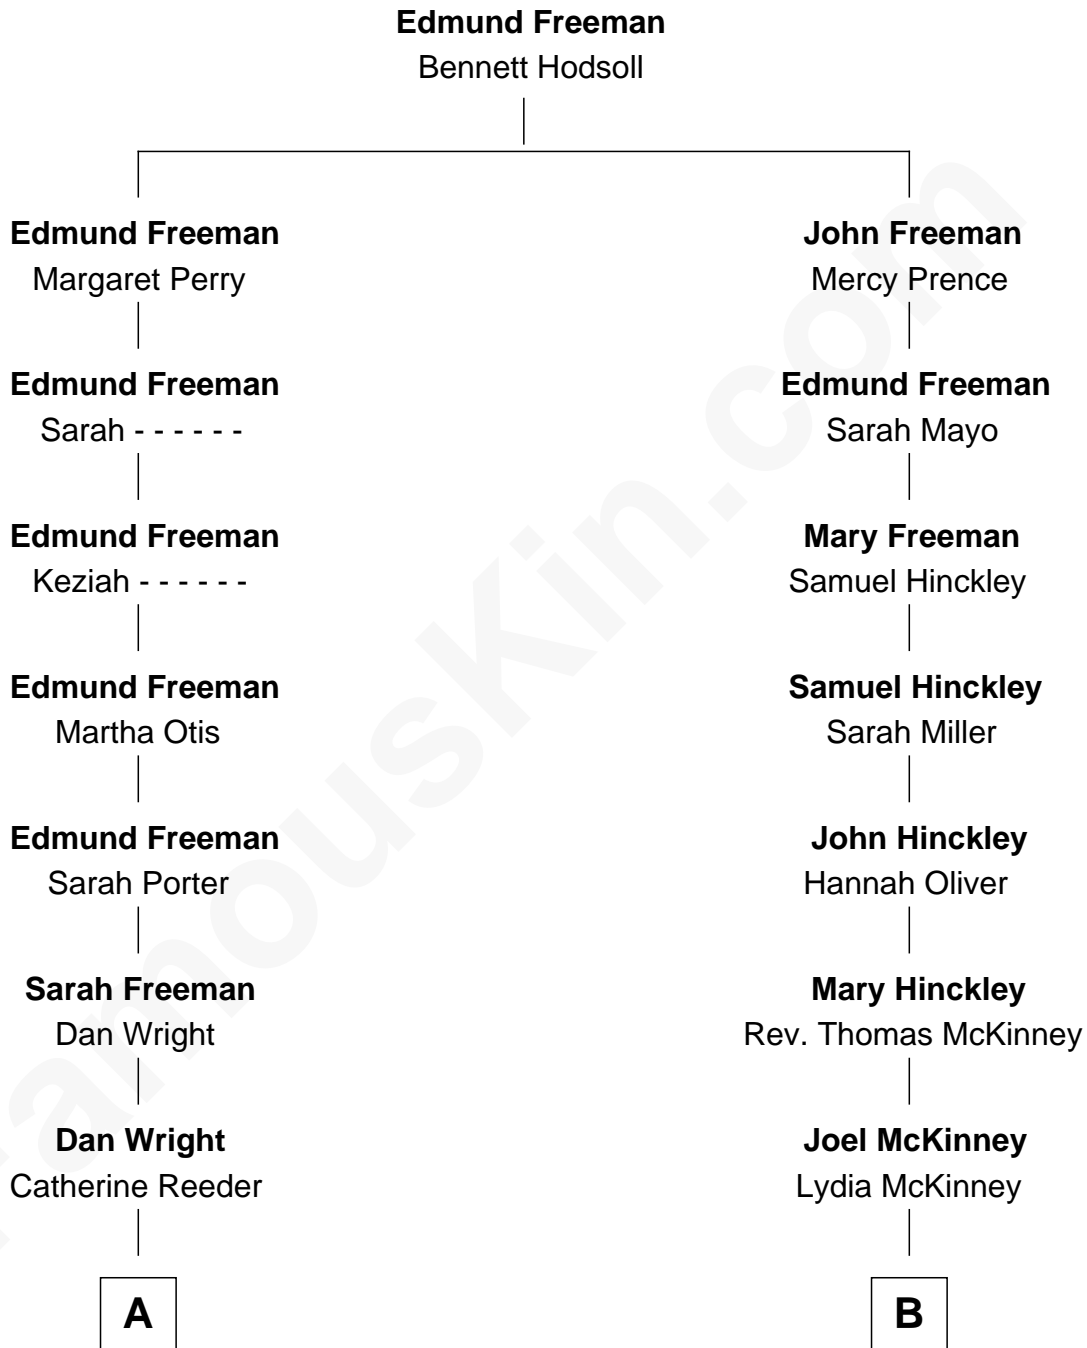 Edmund Freeman
Bennett Hodsoll
Edmund Freeman
Margaret Perry
Edmund Freeman
Sarah - - - - - -
Edmund Freeman
Keziah - - - - - -
Edmund Freeman
Martha Otis
Edmund Freeman
Sarah Porter
Sarah Freeman
Dan Wright
Dan Wright
Catherine Reeder
A
John Freeman
Mercy Prence
Edmund Freeman
Sarah Mayo
Mary Freeman
Samuel Hinckley
Samuel Hinckley
Sarah Miller
John Hinckley
Hannah Oliver
Mary Hinckley
Rev. Thomas McKinney
Joel McKinney
Lydia McKinney
B
FamousKin.com